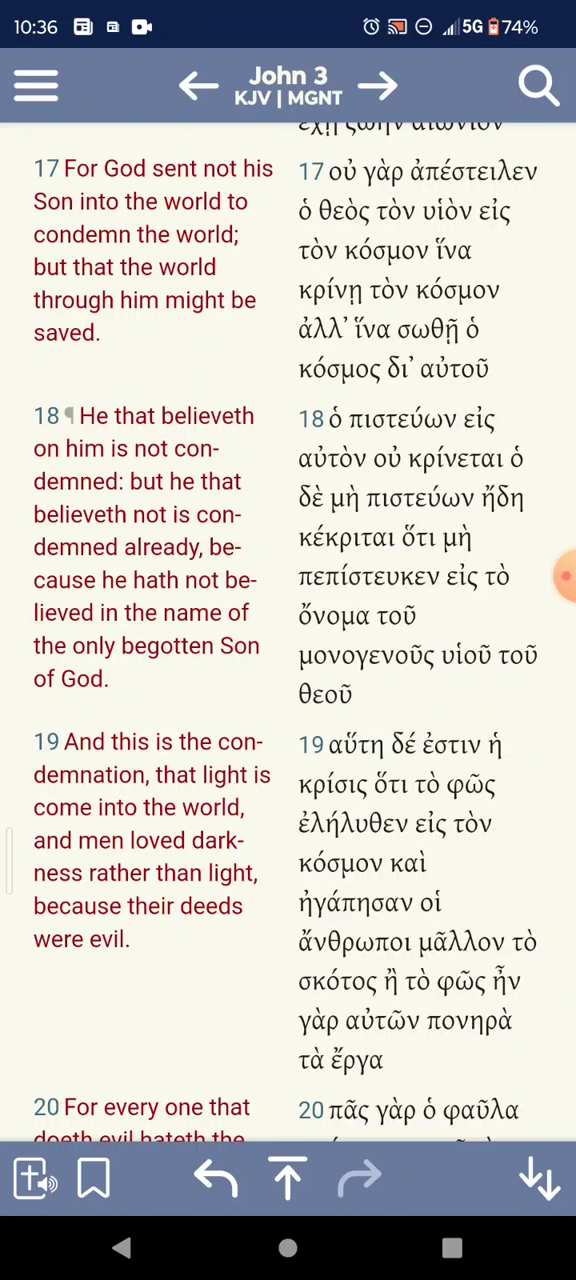 10:36
5G 74%
John 3
KJV | MGNT
ἔχῃ ζωὴν αἰώνιον
17 For God sent not his
Son into the world to
condemn the world;
but that the world
through him might be
saved.
17 οὐ γὰρ ἀπέστειλεν
ὁ θεὸς τὸν υἱὸν εἰς
τὸν κόσμον ἵνα
κρίνῃ τὸν κόσμον
ἀλλ’ ἵνα σωθῇ ὁ
κόσμος δι’ αὐτοῦ
18 ¶ He that believeth
on him is not con-
demned: but he that
believeth not is con-
demned already, be-
cause he hath not be-
lieved in the name of
the only begotten Son
of God.
18 ὁ πιστεύων εἰς
αὐτὸν οὐ κρίνεται ὁ
δὲ μὴ πιστεύων ἤδη
κέκριται ὅτι μὴ
πεπίστευκεν εἰς τὸ
ὄνομα τοῦ
μονογενοῦς υἱοῦ τοῦ
θεοῦ
19 And this is the con-
demnation, that light is
come into the world,
and men loved dark-
ness rather than light,
because their deeds
were evil.
19 αὕτη δέ ἐστιν ἡ
κρίσις ὅτι τὸ φῶς
ἐλήλυθεν εἰς τὸν
κόσμον καὶ
ἠγάπησαν οἱ
ἄνθρωποι μᾶλλον τὸ
σκότος ἢ τὸ φῶς ἦν
γὰρ αὐτῶν πονηρὰ
τὰ ἔργα
20 For every one that
doeth evil hateth the
20 πᾶς γὰρ ὁ φαῦλα